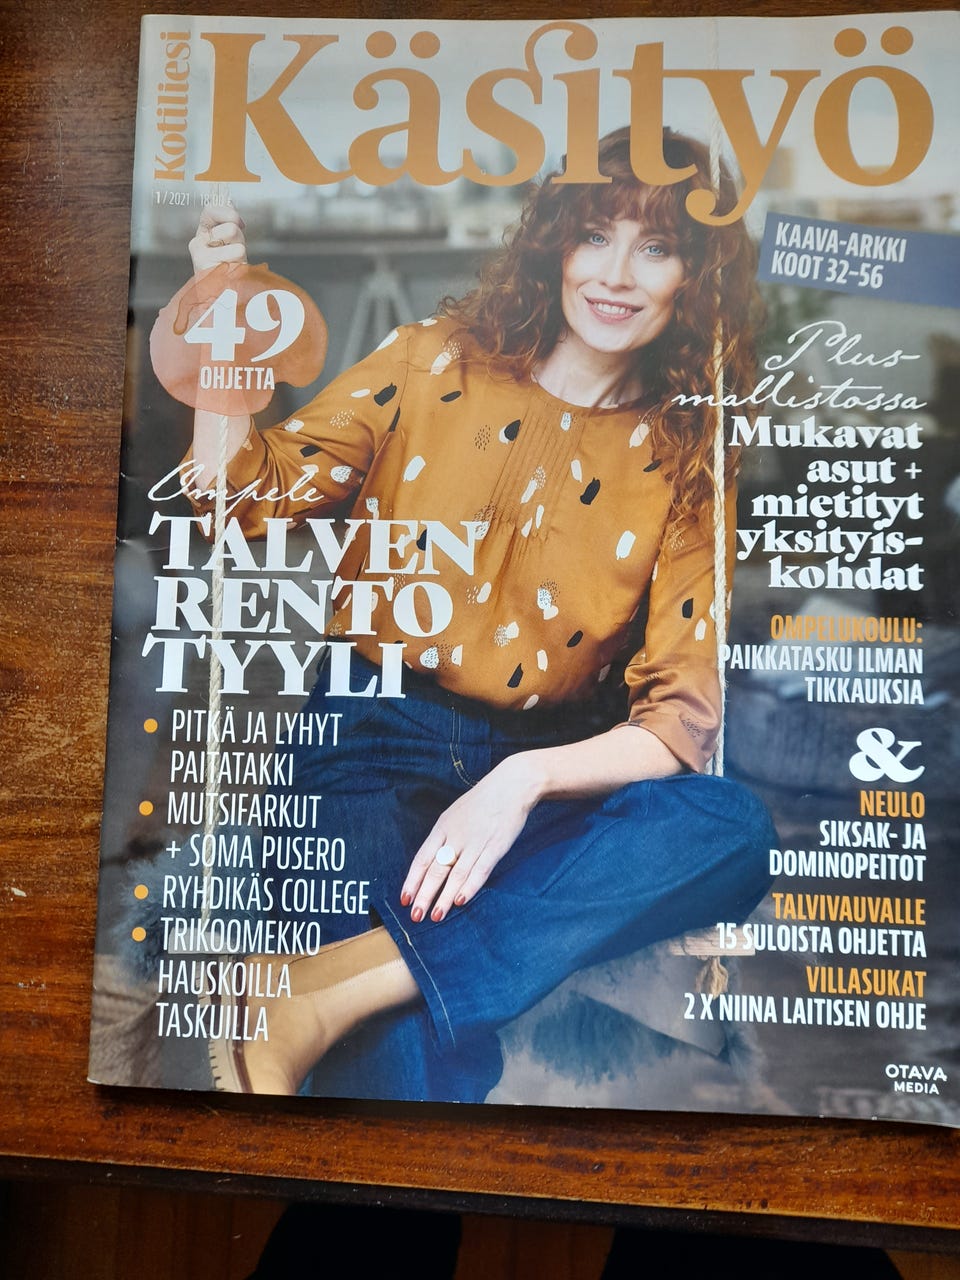 Kotiliesi
Käsityö
1/2021 | 18,00 €
KAAVA-ARKKI
KOOT 32–56
49
OHJETTA
Plus-
mallistossa
Mukavat
asut +
mietityt
yksityis-
kohdat
Ompele
TALVEN
RENTO
TYYLI
• PITKÄ JA LYHYT
PAITATAKKI
• MUTSIFARKUT
+ SOMA PUSERO
• RYHDIKÄS COLLEGE
• TRIKOOMEKKO
HAUSKOILLA
TASKUILLA
OMPELUKOULU:
PAIKKATASKU ILMAN
TIKKAUKSIA
&
NEULO
SIKSAK- JA
DOMINOPEITOT
TALVIVAUVALLE
15 SULOISTA OHJETTA
VILLASUKAT
2 X NIINA LAITISEN OHJE
OTAVA
MEDIA